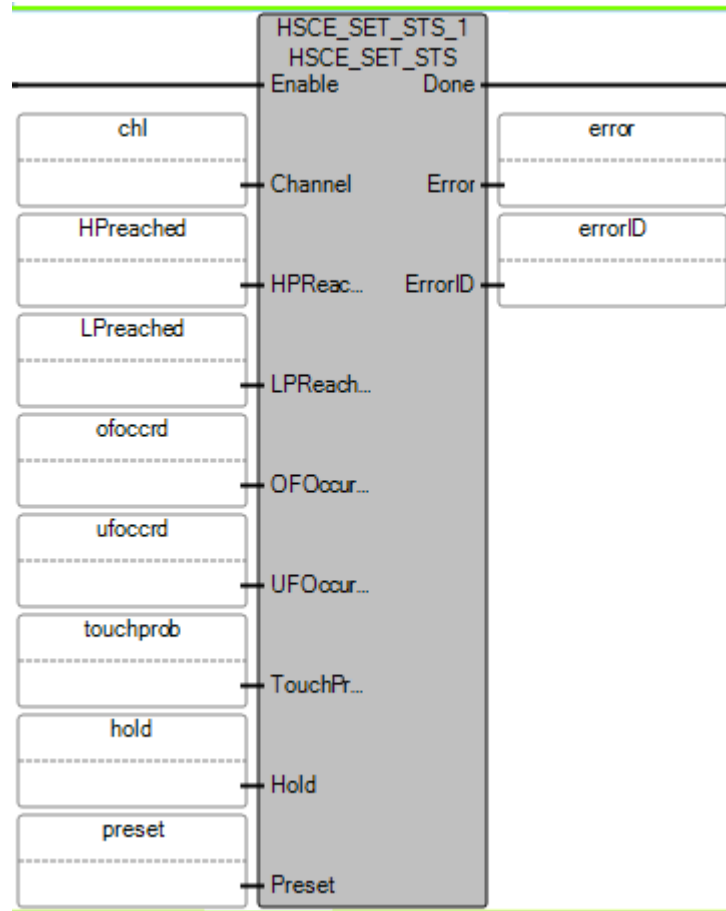 HSCE_SET_STS_1
HSCE_SET_STS
Enable Done
chl error
Channel Error
HPreached errorID
HPReac... ErrorID
LPreached
LPReach...
ofoccrd
OFOccur...
ufoccrd
UFOccur...
touchprob
TouchPr...
hold
Hold
preset
Preset